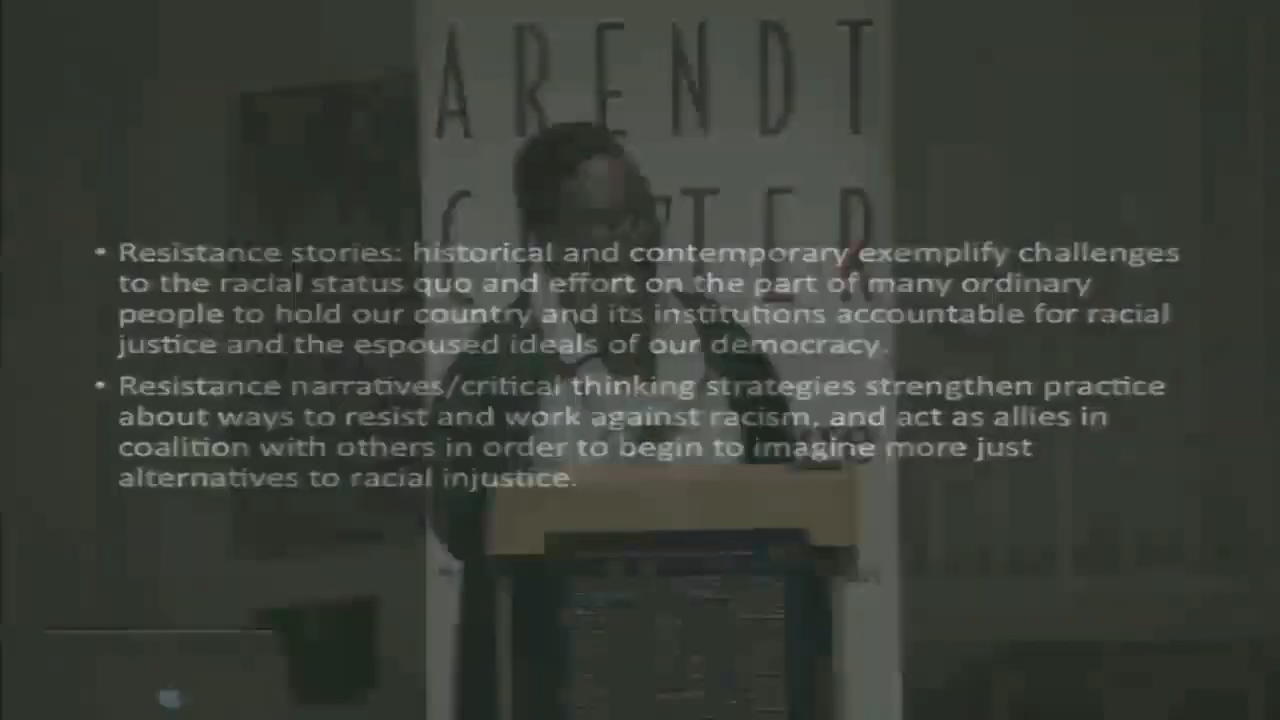 ARENDT
• Resistance stories: historical and contemporary exemplify challenges
to the racial status quo and effort on the part of many ordinary
people to hold our country and its institutions accountable for racial
justice and the espoused ideals of our democracy.
• Resistance narratives/critical thinking strategies strengthen practice
about ways to resist and work against racism, and act as allies in
coalition with others in order to begin to imagine more just
alternatives to racial injustice.